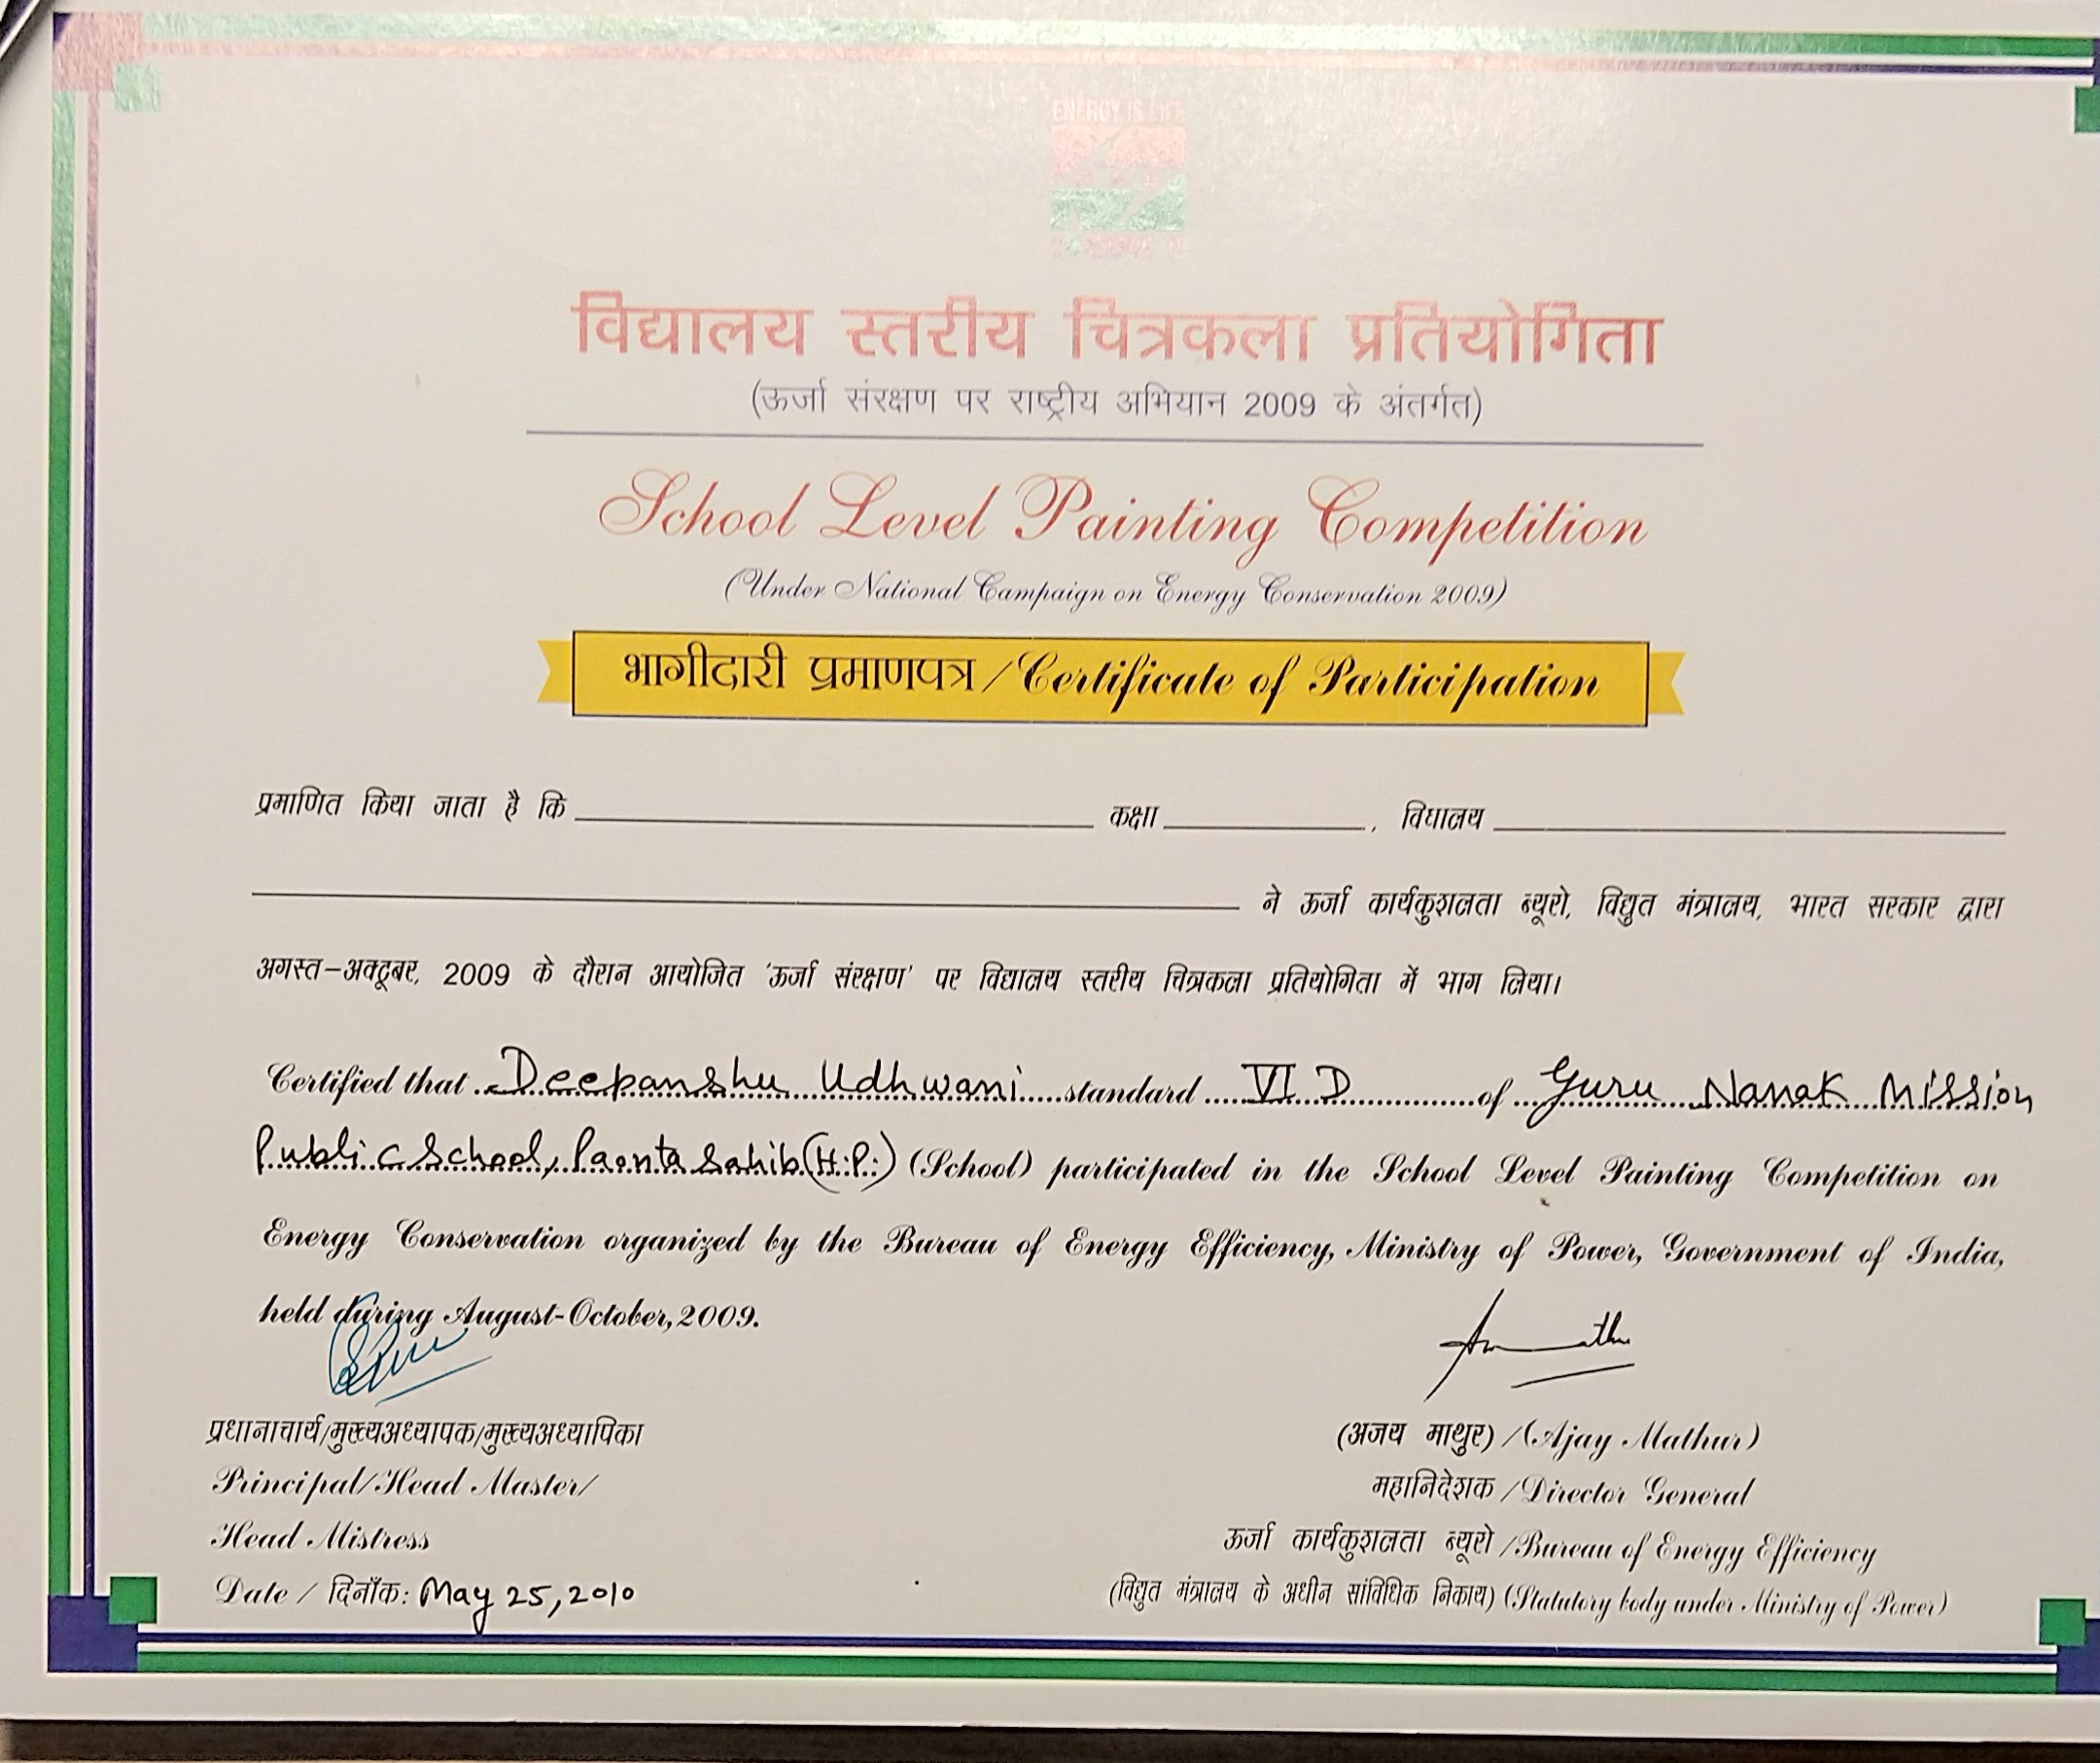 ENERGY IS LIFE
विद्यालय स्तरीय चित्रकला प्रतियोगिता
(ऊर्जा संरक्षण पर राष्ट्रीय अभियान 2009 के अंतर्गत)
School Level Painting Competition
(Under National Campaign on Energy Conservation 2009)
भागीदारी प्रमाणपत्र/Certificate of Participation
प्रमाणित किया जाता है कि कक्षा , विद्यालय
ने ऊर्जा कार्यकुशलता ब्यूरो, विद्युत मंत्रालय, भारत सरकार द्वारा
अगस्त-अक्टूबर, 2009 के दौरान आयोजित 'ऊर्जा संरक्षण' पर विद्यालय स्तरीय चित्रकला प्रतियोगिता में भाग लिया।
Certified that Deepanshu Udhwani standard VI D of Guru Nanak Mission
Public School, Paonta Sahib (H.P.) (School) participated in the School Level Painting Competition on
Energy Conservation organized by the Bureau of Energy Efficiency, Ministry of Power, Government of India,
held during August-October, 2009.
प्रधानाचार्य/मुख्यअध्यापक/मुख्यअध्यापिका
Principal/Head Master/
Head Mistress
Date / दिनाँक: May 25, 2010
(अजय माथुर) /(Ajay Mathur)
महानिदेशक /Director General
ऊर्जा कार्यकुशलता ब्यूरो /Bureau of Energy Efficiency
(विद्युत मंत्रालय के अधीन सांविधिक निकाय) (Statutory body under Ministry of Power)